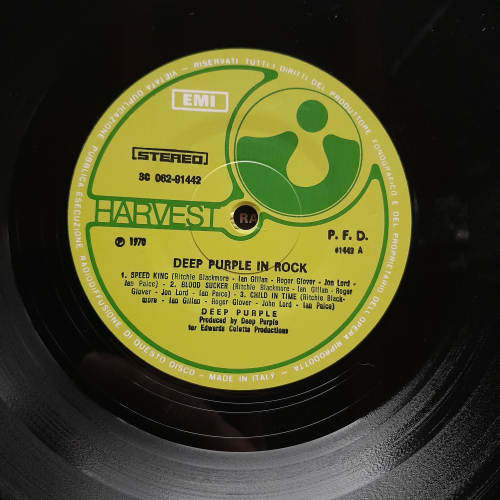 VIETATA DUPLICAZIONE - RISERVATI TUTTI I DIRITTI DEL PRODUTTORE FONOGRAFICO E DEL PROPRIETARIO DELL'OPERA RIPRODOTTA
EMI
STEREO
3C 062-91442
HARVEST
RA
℗ 1970
P. F. D.
#1442 A
DEEP PURPLE IN ROCK
1. SPEED KING (Ritchie Blackmore - Ian Gillan - Roger Glover - Jon Lord -
Ian Paice) - 2. BLOOD SUCKER (Ritchie Blackmore - Ian Gillan - Roger
Glover - Jon Lord - Ian Paice) - 3. CHILD IN TIME (Ritchie Black-
more - Ian Gillan - Roger Glover - John Lord - Ian Paice)
DEEP PURPLE
Produced by Deep Purple
for Edwards Coletta Productions
PUBBLICA ESECUZIONE RADIODIFFUSIONE DI QUESTO DISCO - MADE IN ITALY -